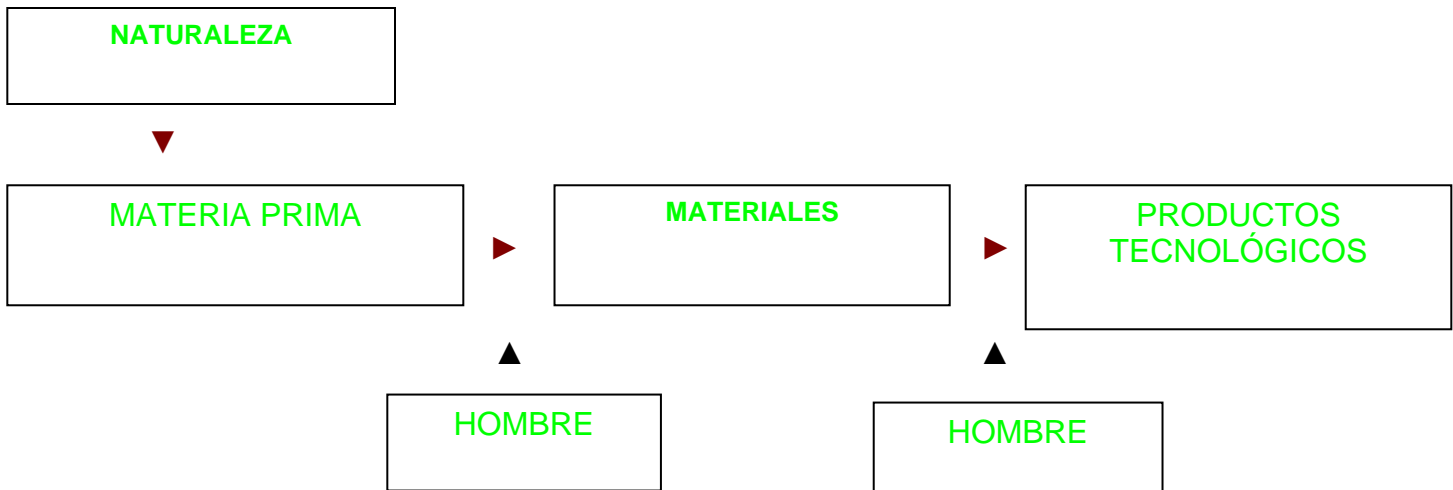 NATURALEZA
MATERIA PRIMA
MATERIALES
PRODUCTOS
TECNOLÓGICOS
HOMBRE
HOMBRE